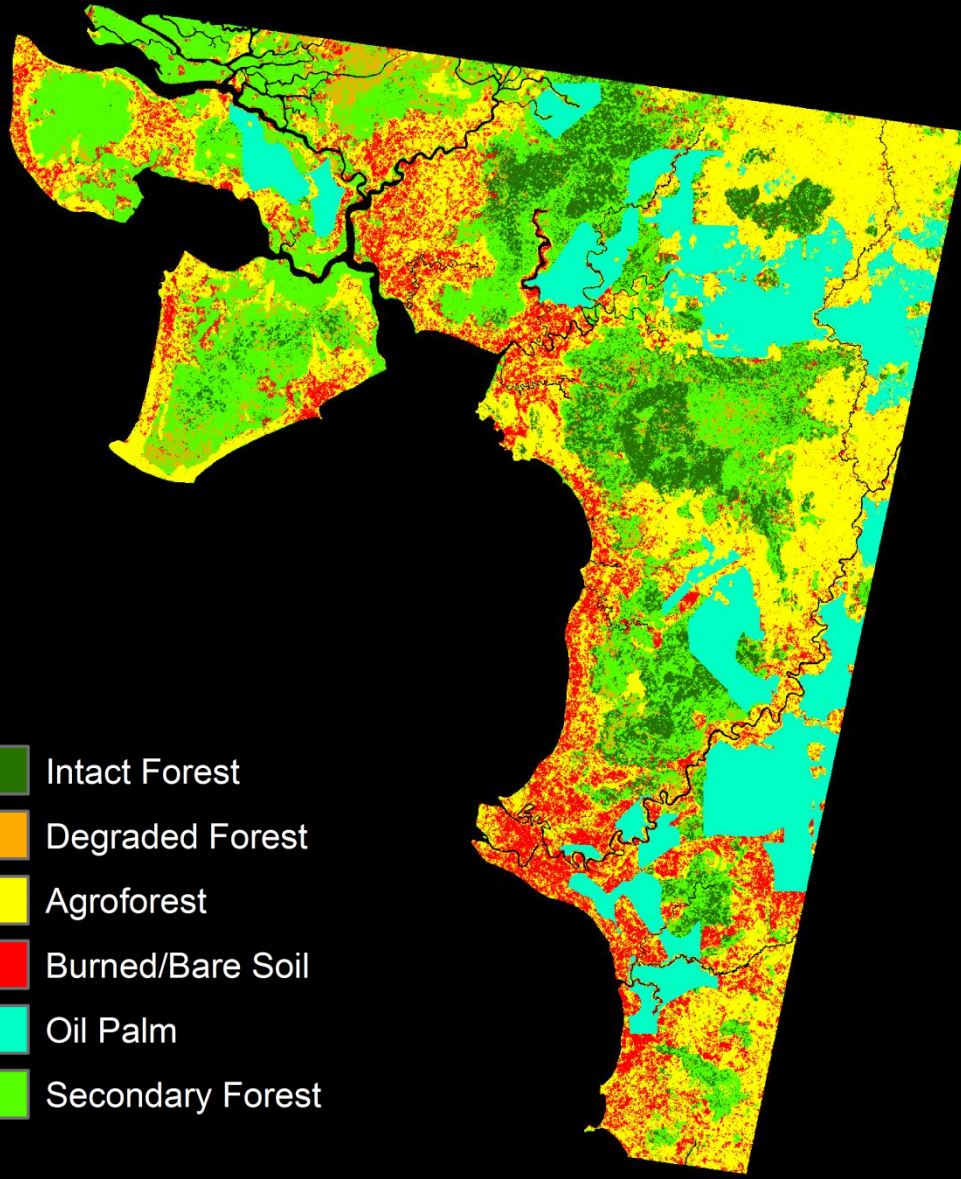 Intact Forest
Degraded Forest
Agroforest
Burned/Bare Soil
Oil Palm
Secondary Forest